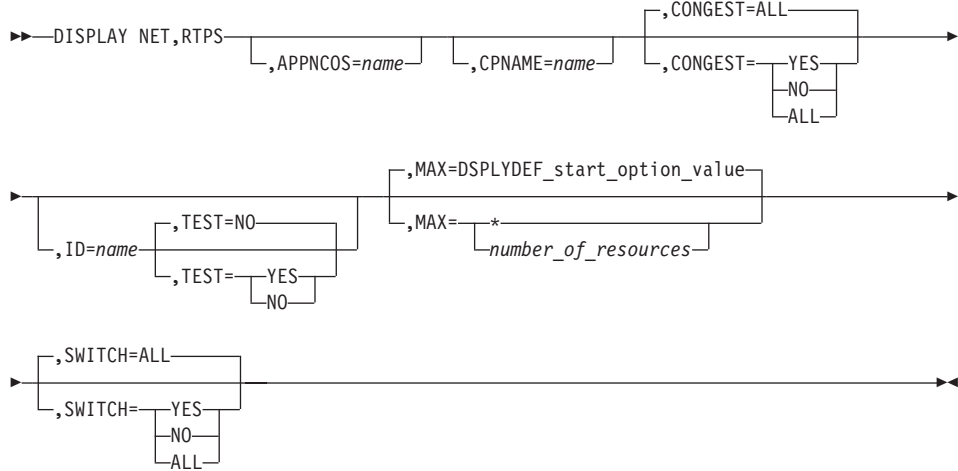 ,CONGEST=ALL
DISPLAY NET,RTPS
,APPNCOS=name
,CPNAME=name
,CONGEST=
YES
NO
ALL
,MAX=DSPLYDEF_start_option_value
,TEST=NO
,MAX=
*
,ID=name
number_of_resources
,TEST=
YES
NO
,SWITCH=ALL
,SWITCH=
YES
NO
ALL